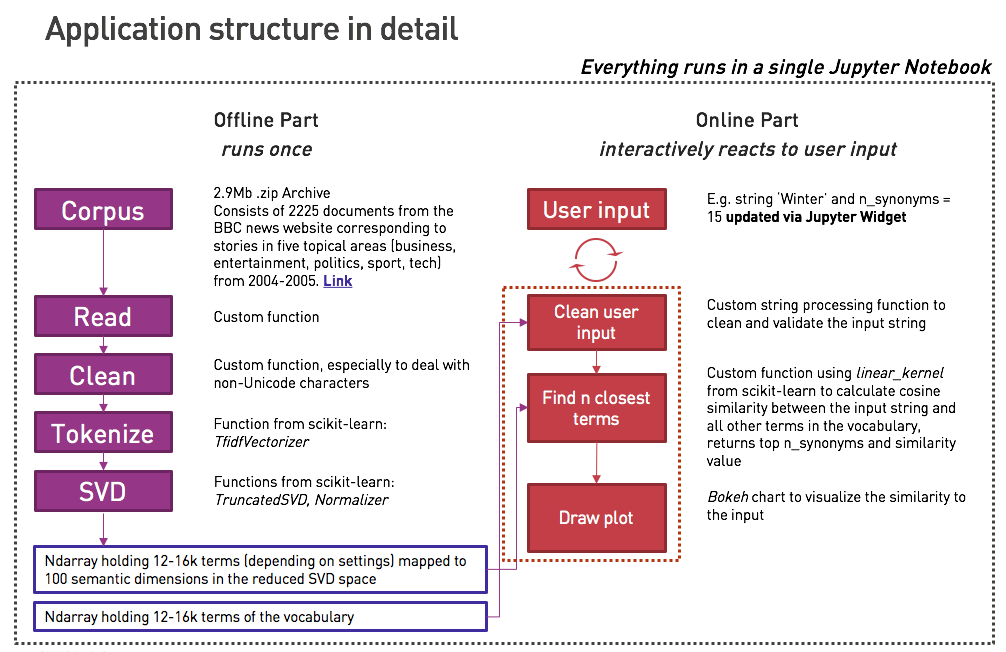 Application structure in detail
Everything runs in a single Jupyter Notebook
Offline Part
runs once
Corpus
2.9Mb .zip Archive
Consists of 2225 documents from the
BBC news website corresponding to
stories in five topical areas (business,
entertainment, politics, sport, tech)
from 2004-2005. Link
Read
Custom function
Clean
Custom function, especially to deal with
non-Unicode characters
Tokenize
Function from scikit-learn:
TfidfVectorizer
SVD
Functions from scikit-learn:
TruncatedSVD, Normalizer
Ndarray holding 12-16k terms (depending on settings) mapped to
100 semantic dimensions in the reduced SVD space
Ndarray holding 12-16k terms of the vocabulary
Online Part
interactively reacts to user input
User input
E.g. string ‘Winter’ and n_synonyms =
15 updated via Jupyter Widget
Clean user
input
Custom string processing function to
clean and validate the input string
Find n closest
terms
Custom function using linear_kernel
from scikit-learn to calculate cosine
similarity between the input string and
all other terms in the vocabulary,
returns top n_synonyms and similarity
value
Draw plot
Bokeh chart to visualize the similarity to
the input